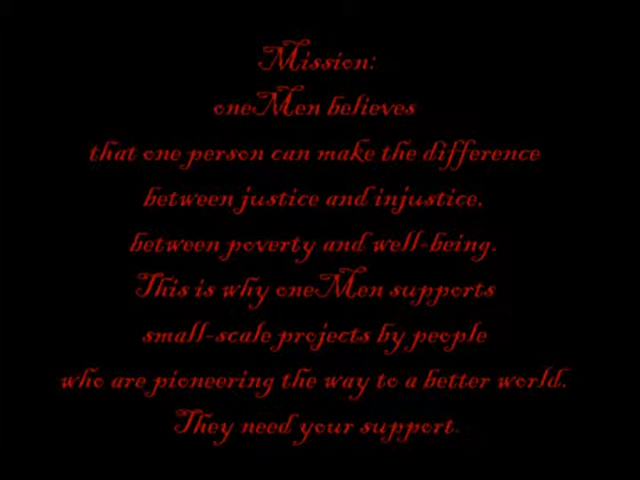 Mission:
oneMen believes
that one person can make the difference
between justice and injustice,
between poverty and well-being.
This is why oneMen supports
small-scale projects by people
who are pioneering the way to a better world.
They need your support.